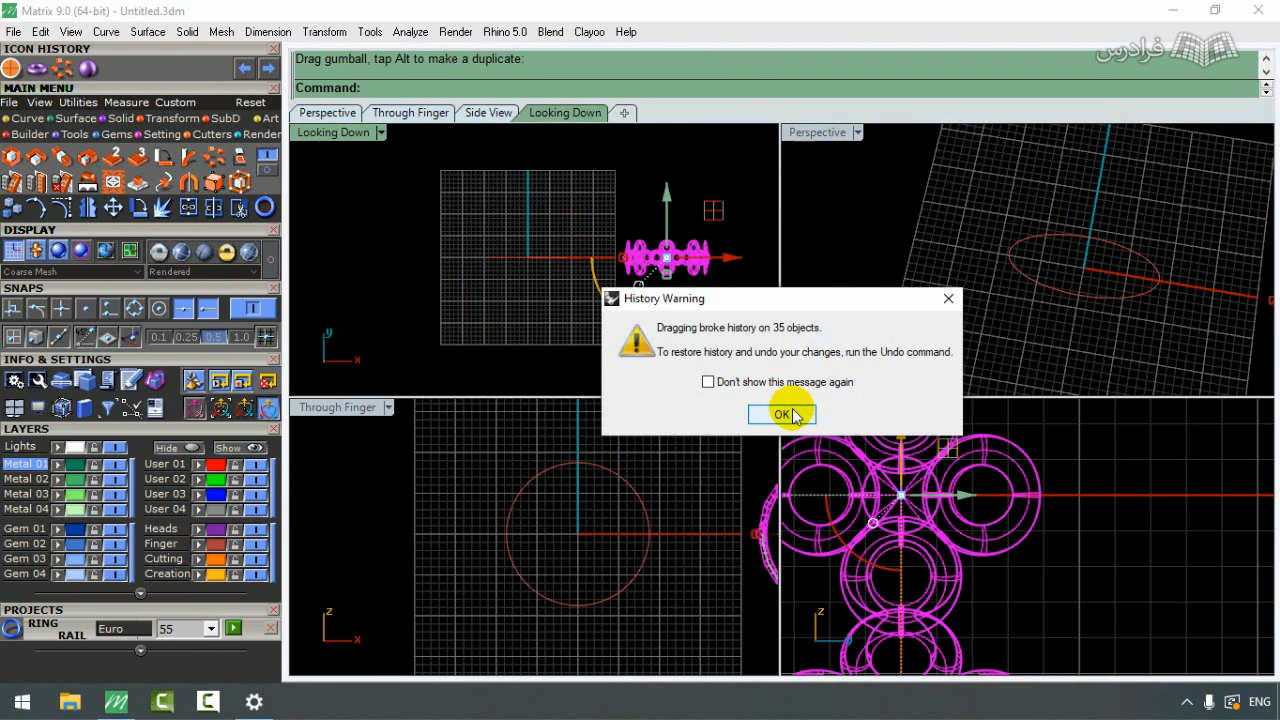 Matrix 9.0 (64-bit) - Untitled.3dm
فرادرس
File Edit View Curve Surface Solid Mesh Dimension Transform Tools Analyze Render Rhino 5.0 Blend Clayoo Help
ICON HISTORY
Drag gumball, tap Alt to make a duplicate:
Command:
MAIN MENU
File View Utilities Measure Custom Reset
Curve Surface Solid Transform SubD Art
Builder Tools Gems Setting Cutters Render
Perspective Through Finger Side View Looking Down
Looking Down
Perspective
DISPLAY
Coarse Mesh Rendered
SNAPS
0.1 0.25 0.5 1.0
INFO & SETTINGS
History Warning
Dragging broke history on 35 objects.
To restore history and undo your changes, run the Undo command.
Don't show this message again
OK
y
x
Through Finger
LAYERS
Lights Hide Show
Metal 01 User 01
Metal 02 User 02
Metal 03 User 03
Metal 04 User 04
Gem 01 Heads
Gem 02 Finger
Gem 03 Cutting
Gem 04 Creation
PROJECTS
RING RAIL Euro 55
z
x
z
y
ENG